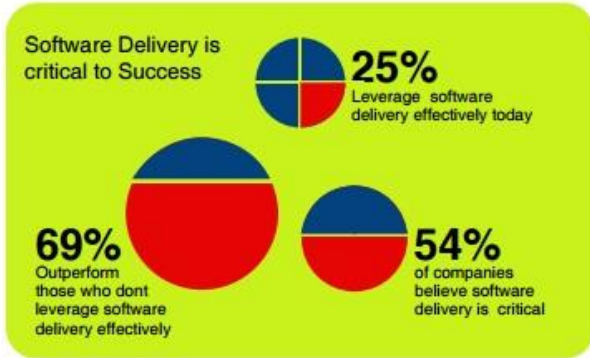 Software Delivery is
critical to Success
25%
Leverage software
delivery effectively today
69%
Outperform
those who dont
leverage software
delivery effectively
54%
of companies
believe software
delivery is critical